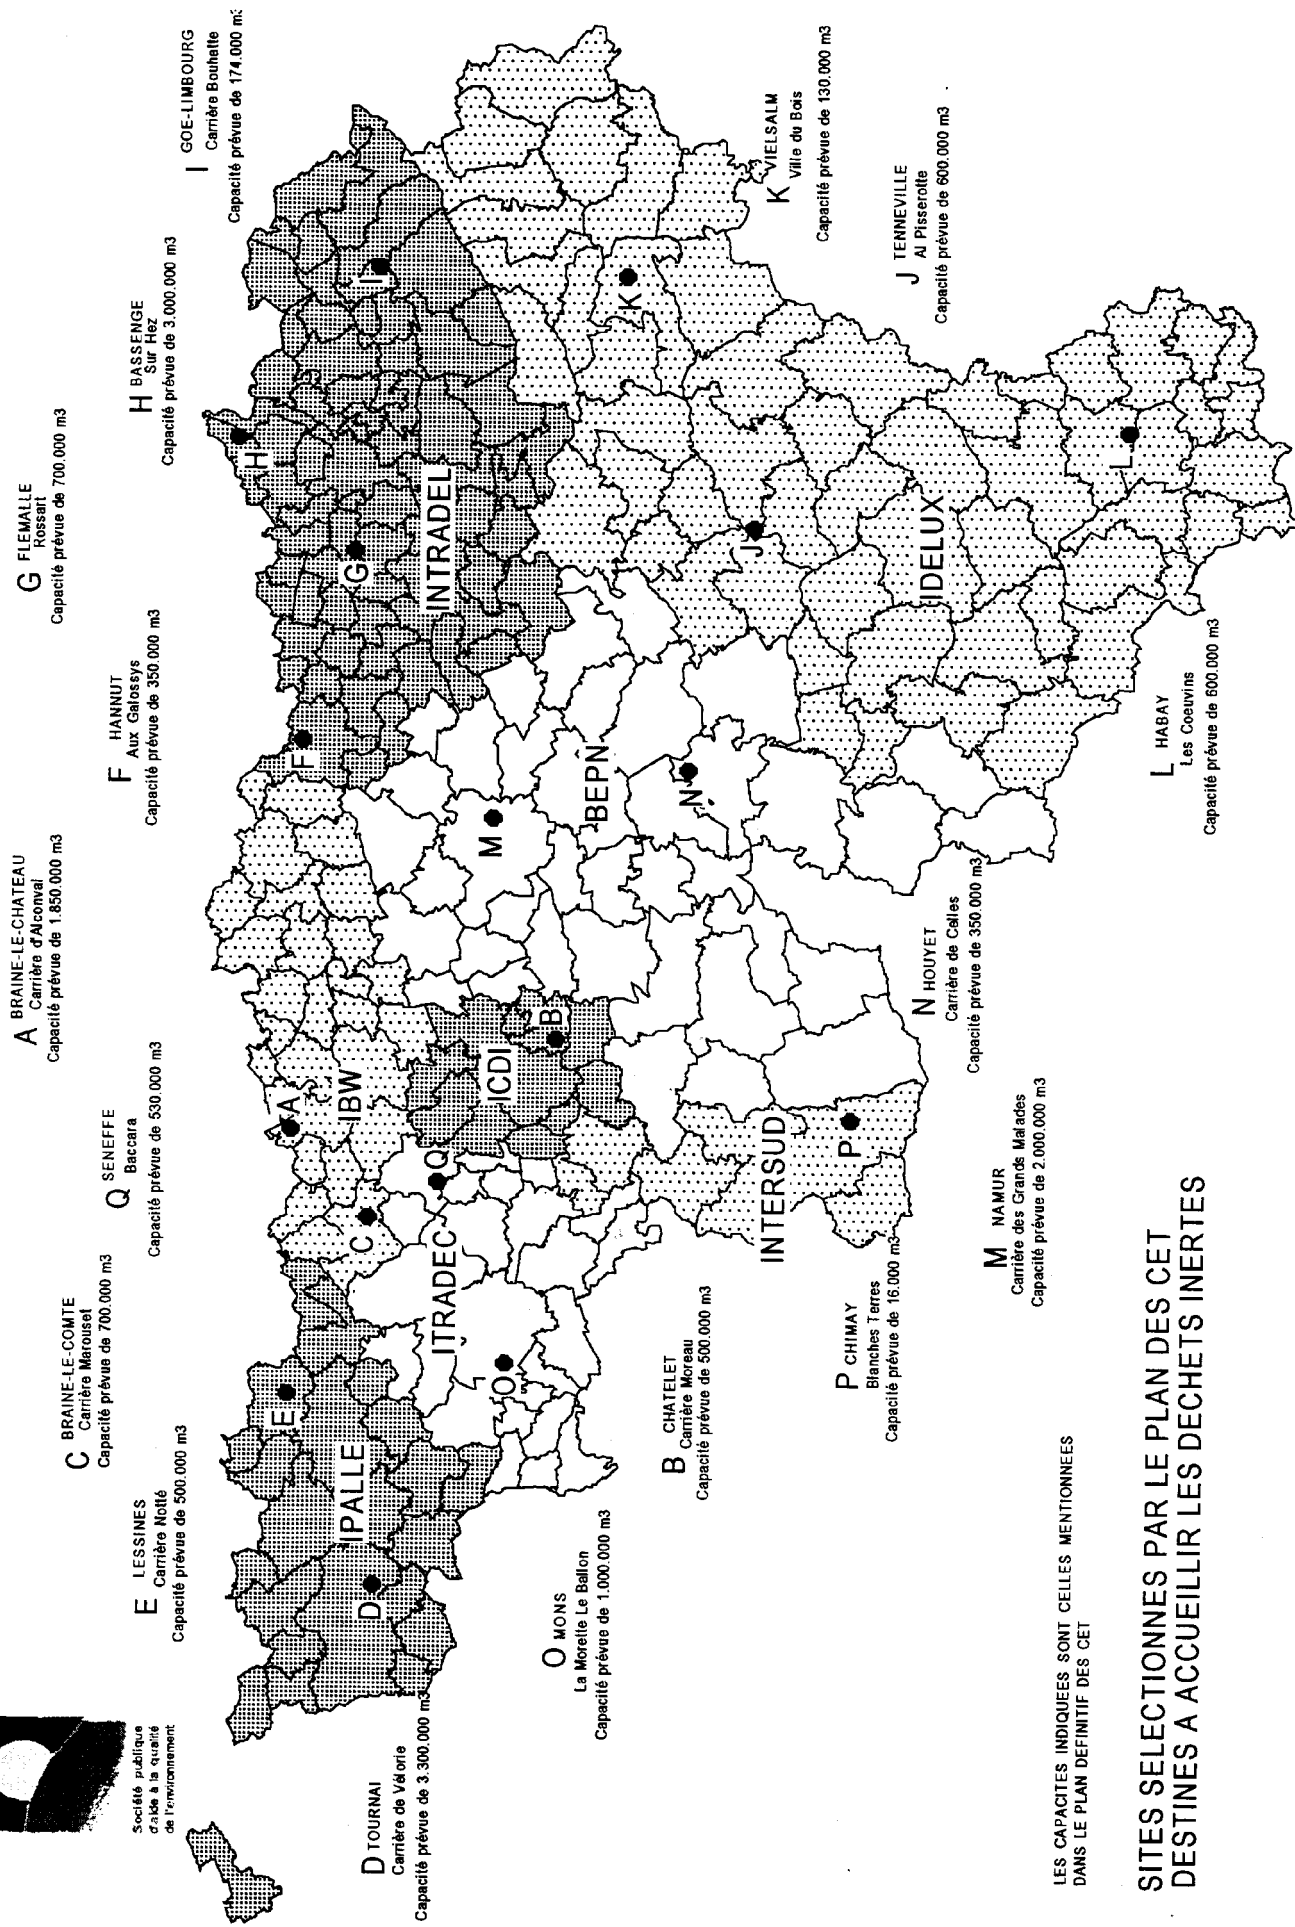 Société publique
d'aide à la qualité
de l'environnement
A BRAINE-LE-CHATEAU
Carrière d'Alconval
Capacité prévue de 1.850.000 m3
G FLEMALLE
Rossart
Capacité prévue de 700.000 m3
C BRAINE-LE-COMTE
Carrière Marouset
Capacité prévue de 700.000 m3
Q SENEFFE
Baccara
Capacité prévue de 530.000 m3
F HANNUT
Aux Gahossys
Capacité prévue de 350.000 m3
H BASSENGE
Sur Hez
Capacité prévue de 3.000.000 m3
I GOE-LIMBOURG
Carrière Bouhatte
Capacité prévue de 174.000 m3
E LESSINES
Carrière Notté
Capacité prévue de 500.000 m3
D TOURNAI
Carrière de Vélorie
Capacité prévue de 3.300.000 m3
O MONS
La Morette Le Ballon
Capacité prévue de 1.000.000 m3
B CHATELET
Carrière Moreau
Capacité prévue de 500.000 m3
P CHIMAY
Blanches Terres
Capacité prévue de 16.000 m3
M NAMUR
Carrière des Grands Malades
Capacité prévue de 2.000.000 m3
N HOUYET
Carrière de Calles
Capacité prévue de 350.000 m3
L HABAY
Les Coeuvins
Capacité prévue de 600.000 m3
J TENNEVILLE
Al Pisserotte
Capacité prévue de 600.000 m3
K VIELSALM
Ville du Bois
Capacité prévue de 130.000 m3
H
A
F
I
E
G
C
D
IPALLE
IBW
INTRADEL
Q
ITRADEC
ICDI
M
O
B
BEPN
K
N
J
INTERSUD
P
IDELUX
L
LES CAPACITES INDIQUEES SONT CELLES MENTIONNEES
DANS LE PLAN DEFINITIF DES CET
SITES SELECTIONNES PAR LE PLAN DES CET
DESTINES A ACCUEILLIR LES DECHETS INERTES